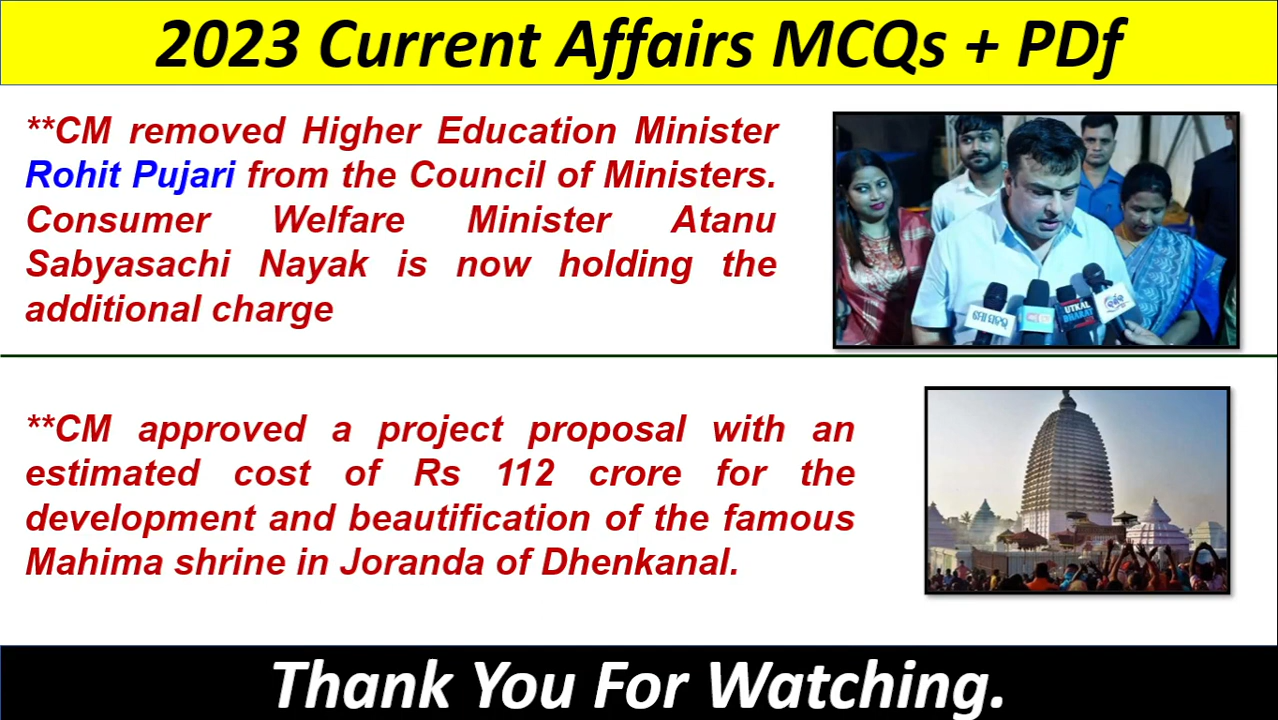 2023 Current Affairs MCQs + PDf
**CM removed Higher Education Minister
Rohit Pujari from the Council of Ministers.
Consumer Welfare Minister Atanu
Sabyasachi Nayak is now holding the
additional charge
UTKAL
BHARAT
**CM approved a project proposal with an
estimated cost of Rs 112 crore for the
development and beautification of the famous
Mahima shrine in Joranda of Dhenkanal.
Thank You For Watching.